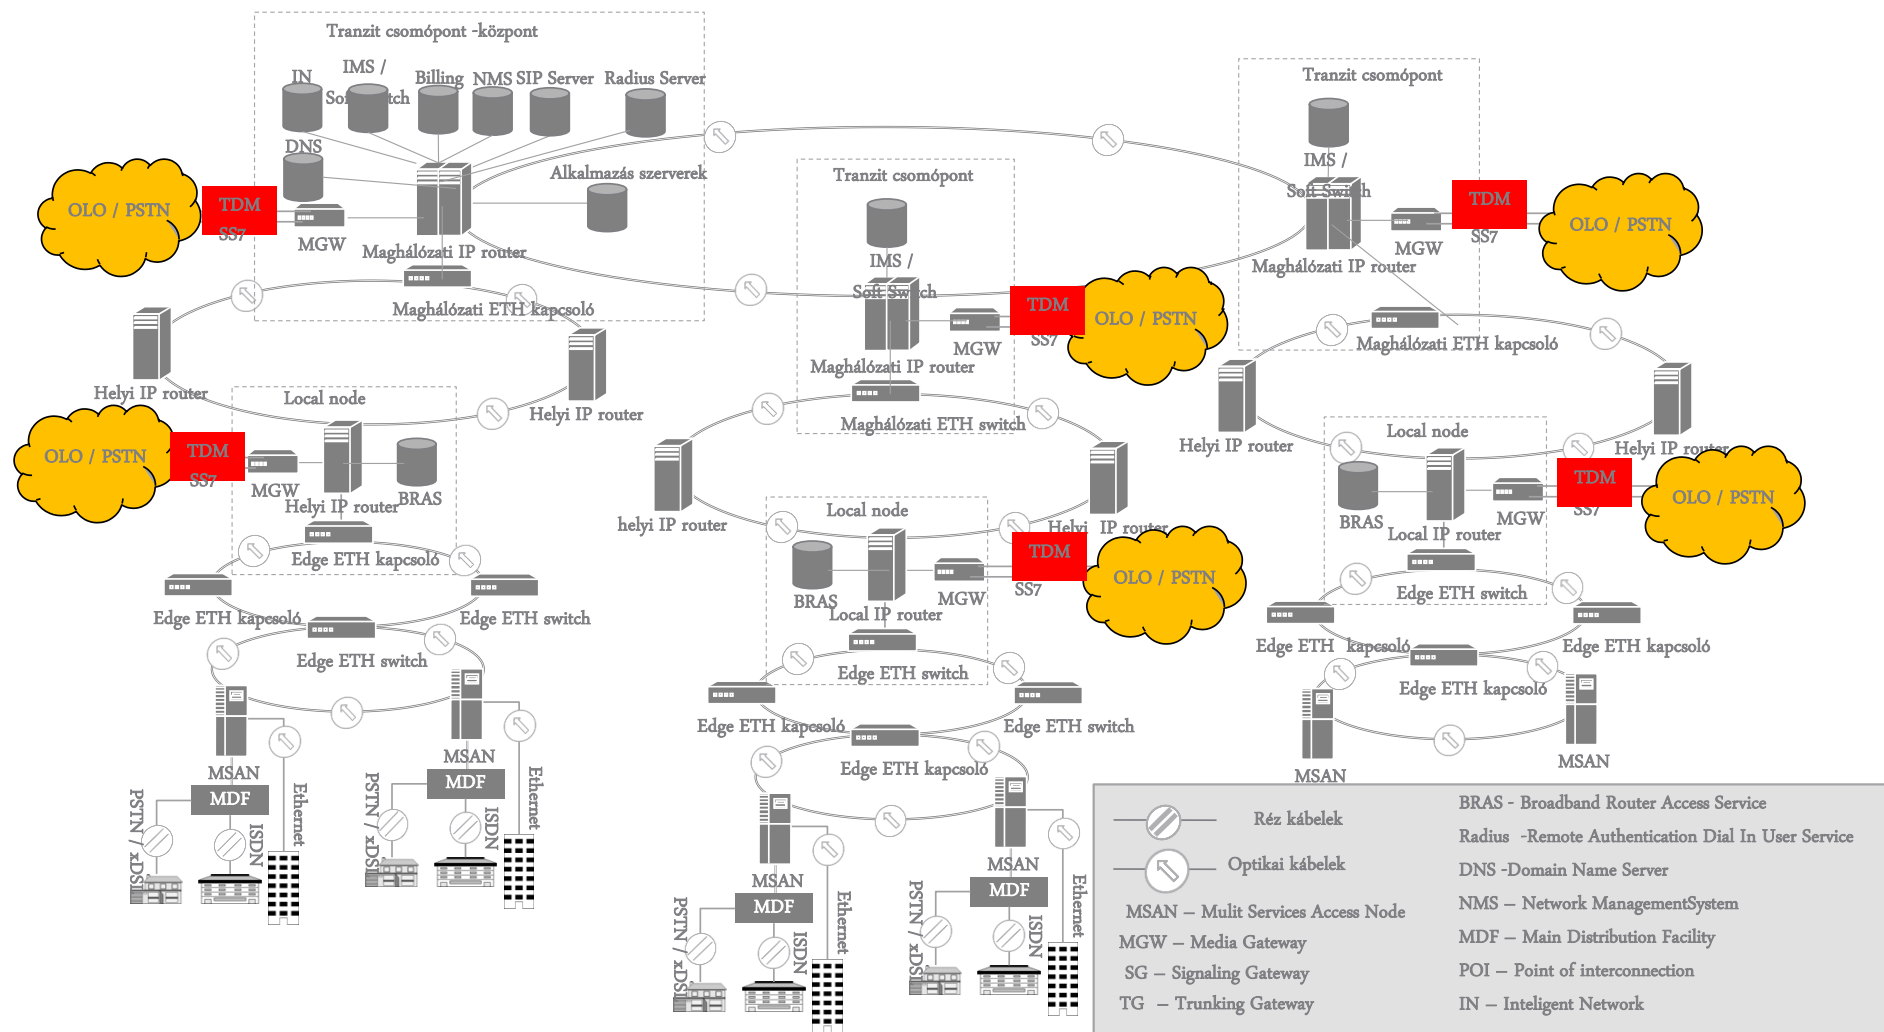 Tranzit csomópont -központ
IN
IMS /
Billing
NMS
SIP Server
Radius Server
DNS
Alkalmazás szerverek
OLO / PSTN
TDM
SS7
MGW
Maghálózati IP router
Maghálózati ETH kapcsoló
Helyi IP router
Helyi IP router
Local node
OLO / PSTN
TDM
SS7
MGW
Helyi IP router
BRAS
Edge ETH kapcsoló
Edge ETH kapcsoló
Edge ETH switch
Edge ETH switch
MSAN
MDF
PSTN / xDSL
ISDN
Ethernet
MSAN
MDF
PSTN / xDSL
ISDN
Ethernet
Tranzit csomópont
IMS /
Soft Switch
TDM
SS7
OLO / PSTN
MGW
Maghálózati IP router
Maghálózati ETH switch
helyi IP router
Helyi IP router
Local node
BRAS
Local IP router
MGW
TDM
SS7
OLO / PSTN
Edge ETH switch
Edge ETH kapcsoló
Edge ETH switch
Edge ETH kapcsoló
MSAN
MDF
PSTN / xDSL
ISDN
Ethernet
MSAN
MDF
PSTN / xDSL
ISDN
Ethernet
Tranzit csomópont
IMS /
Soft Switch
TDM
SS7
OLO / PSTN
MGW
Maghálózati IP router
Maghálózati ETH kapcsoló
Helyi IP router
Helyi IP router
Local node
BRAS
Local IP router
MGW
TDM
SS7
OLO / PSTN
Edge ETH switch
Edge ETH kapcsoló
Edge ETH kapcsoló
Edge ETH kapcsoló
MSAN
MSAN
Réz kábelek
Optikai kábelek
MSAN – Mulit Services Access Node
MGW – Media Gateway
SG – Signaling Gateway
TG – Trunking Gateway
BRAS - Broadband Router Access Service
Radius -Remote Authentication Dial In User Service
DNS -Domain Name Server
NMS – Network ManagementSystem
MDF – Main Distribution Facility
POI – Point of interconnection
IN – Inteligent Network